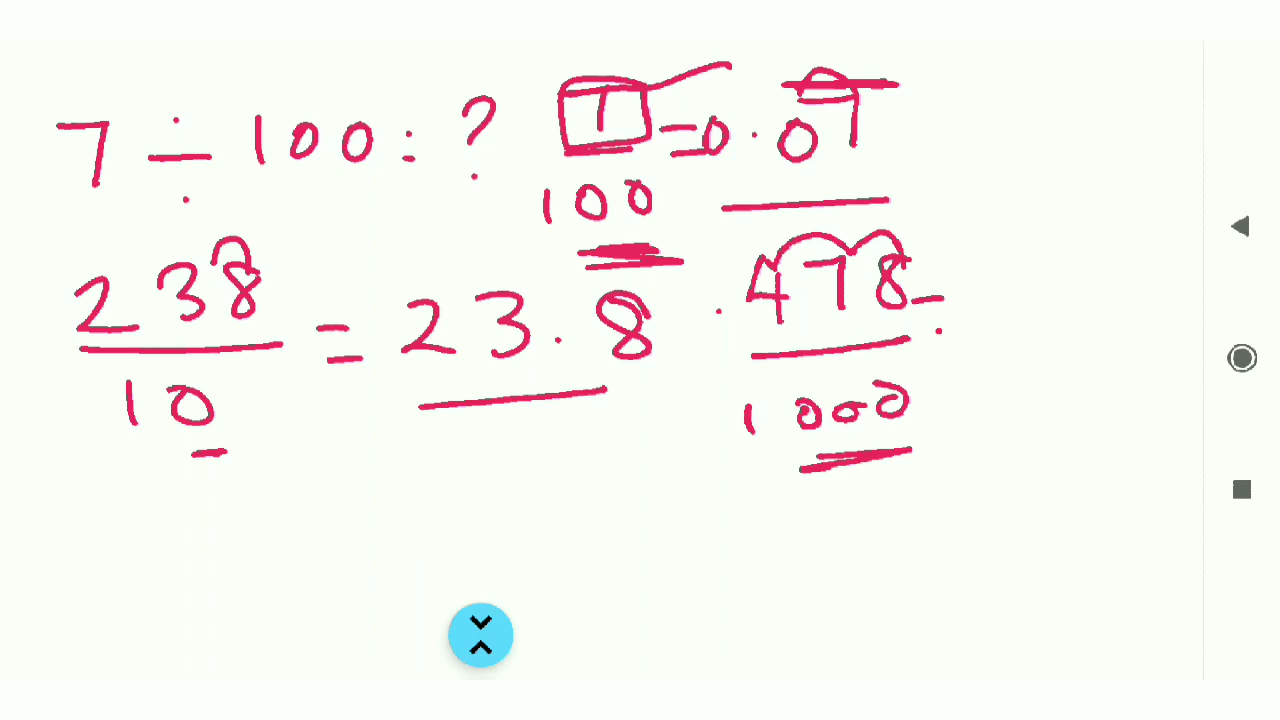 7 ÷ 100 = ? 7/100 = 0.07
238/10 = 23.8 . 478/1000 =